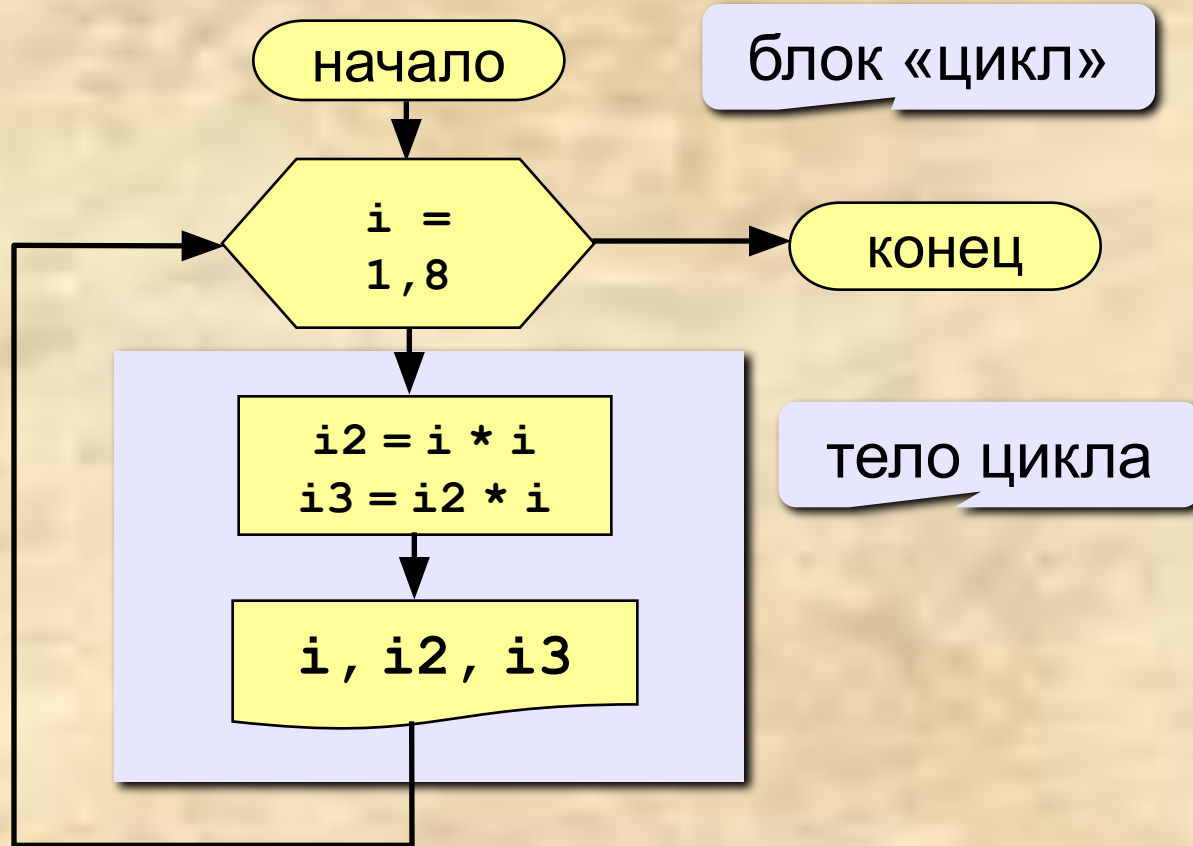 начало
блок «цикл»
i =
1,8
конец
i2 = i * i
i3 = i2 * i
тело цикла
i, i2, i3